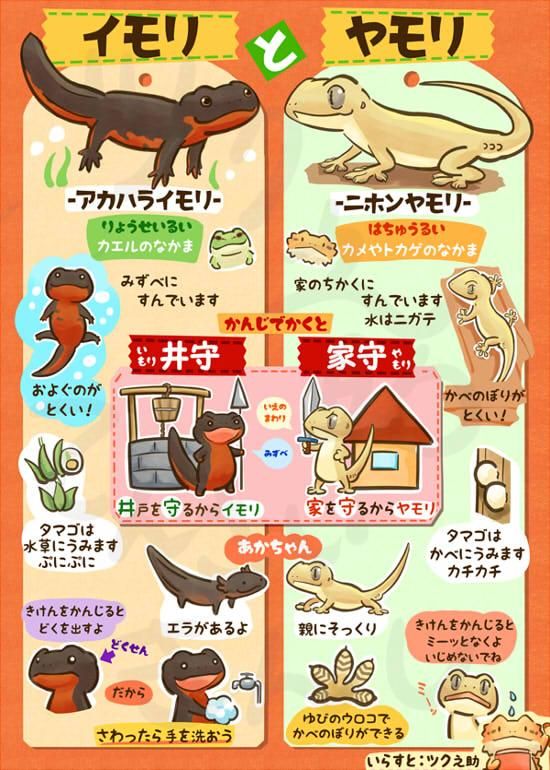 イモリ
と
ヤモリ
-アカハライモリ-
りょうせいるい
カエルのなかま
みずべに
すんでいます
およぐのが
とくい!
-ニホンヤモリ-
はちゅうるい
カメやトカゲのなかま
家のちかくに
すんでいます
水はニガテ
かべのぼりが
とくい!
かんじでかくと
いもり
井守
家守
やもり
いえの
まわり
みずべ
井戸を守るからイモリ
家を守るからヤモリ
タマゴは
水草にうみます
ぷにぷに
タマゴは
かべにうみます
カチカチ
あかちゃん
エラがあるよ
親にそっくり
きけんをかんじると
どくを出すよ
どくせん
だから
さわったら手を洗おう
ゆびのウロコで
かべのぼりができる
きけんをかんじると
ミーッとなくよ
いじめないでね
ミーッ
いらすと:ツク之助